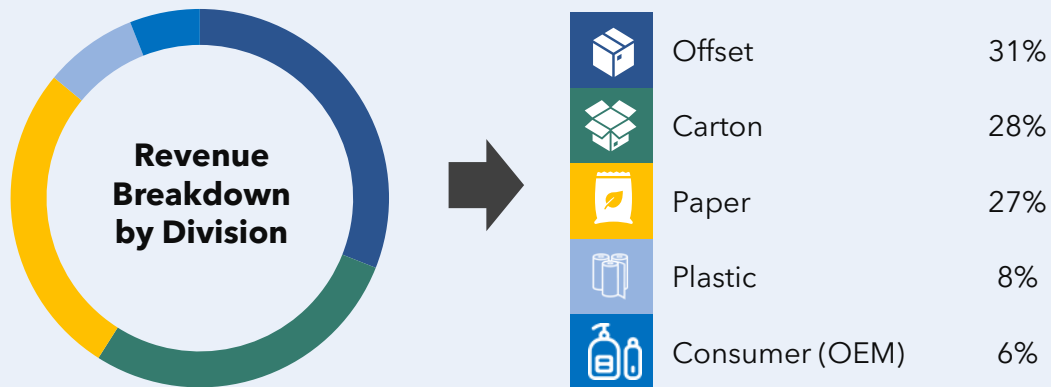 Revenue
Breakdown
by Division
Offset 31%
Carton 28%
Paper 27%
Plastic 8%
Consumer (OEM) 6%